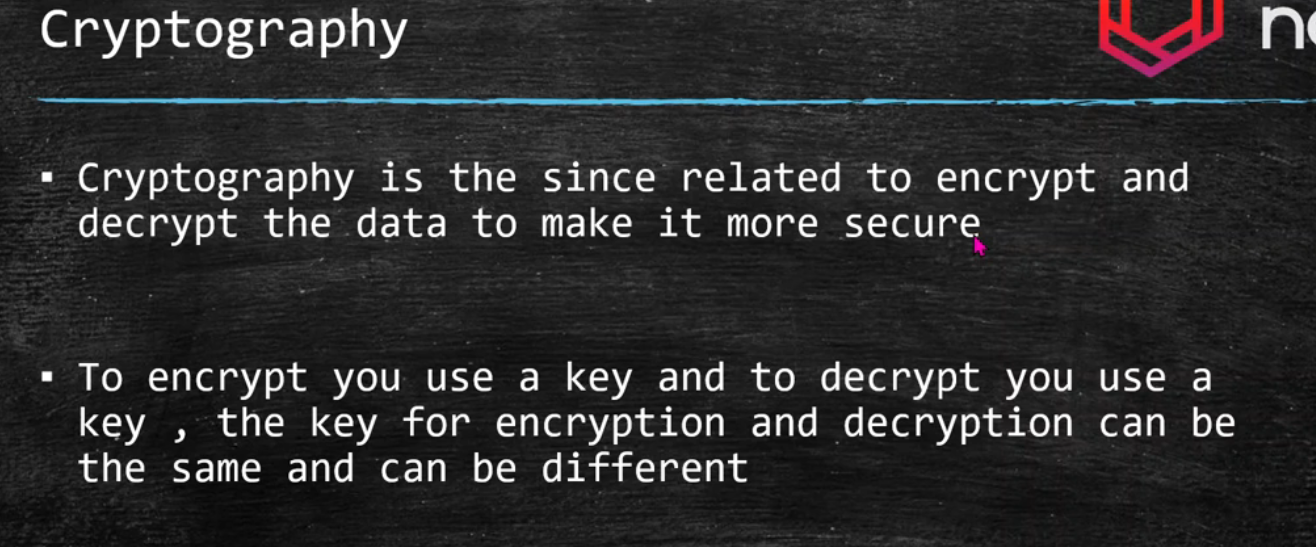 Cryptography
▪ Cryptography is the since related to encrypt and
decrypt the data to make it more secure
▪ To encrypt you use a key and to decrypt you use a
key , the key for encryption and decryption can be
the same and can be different